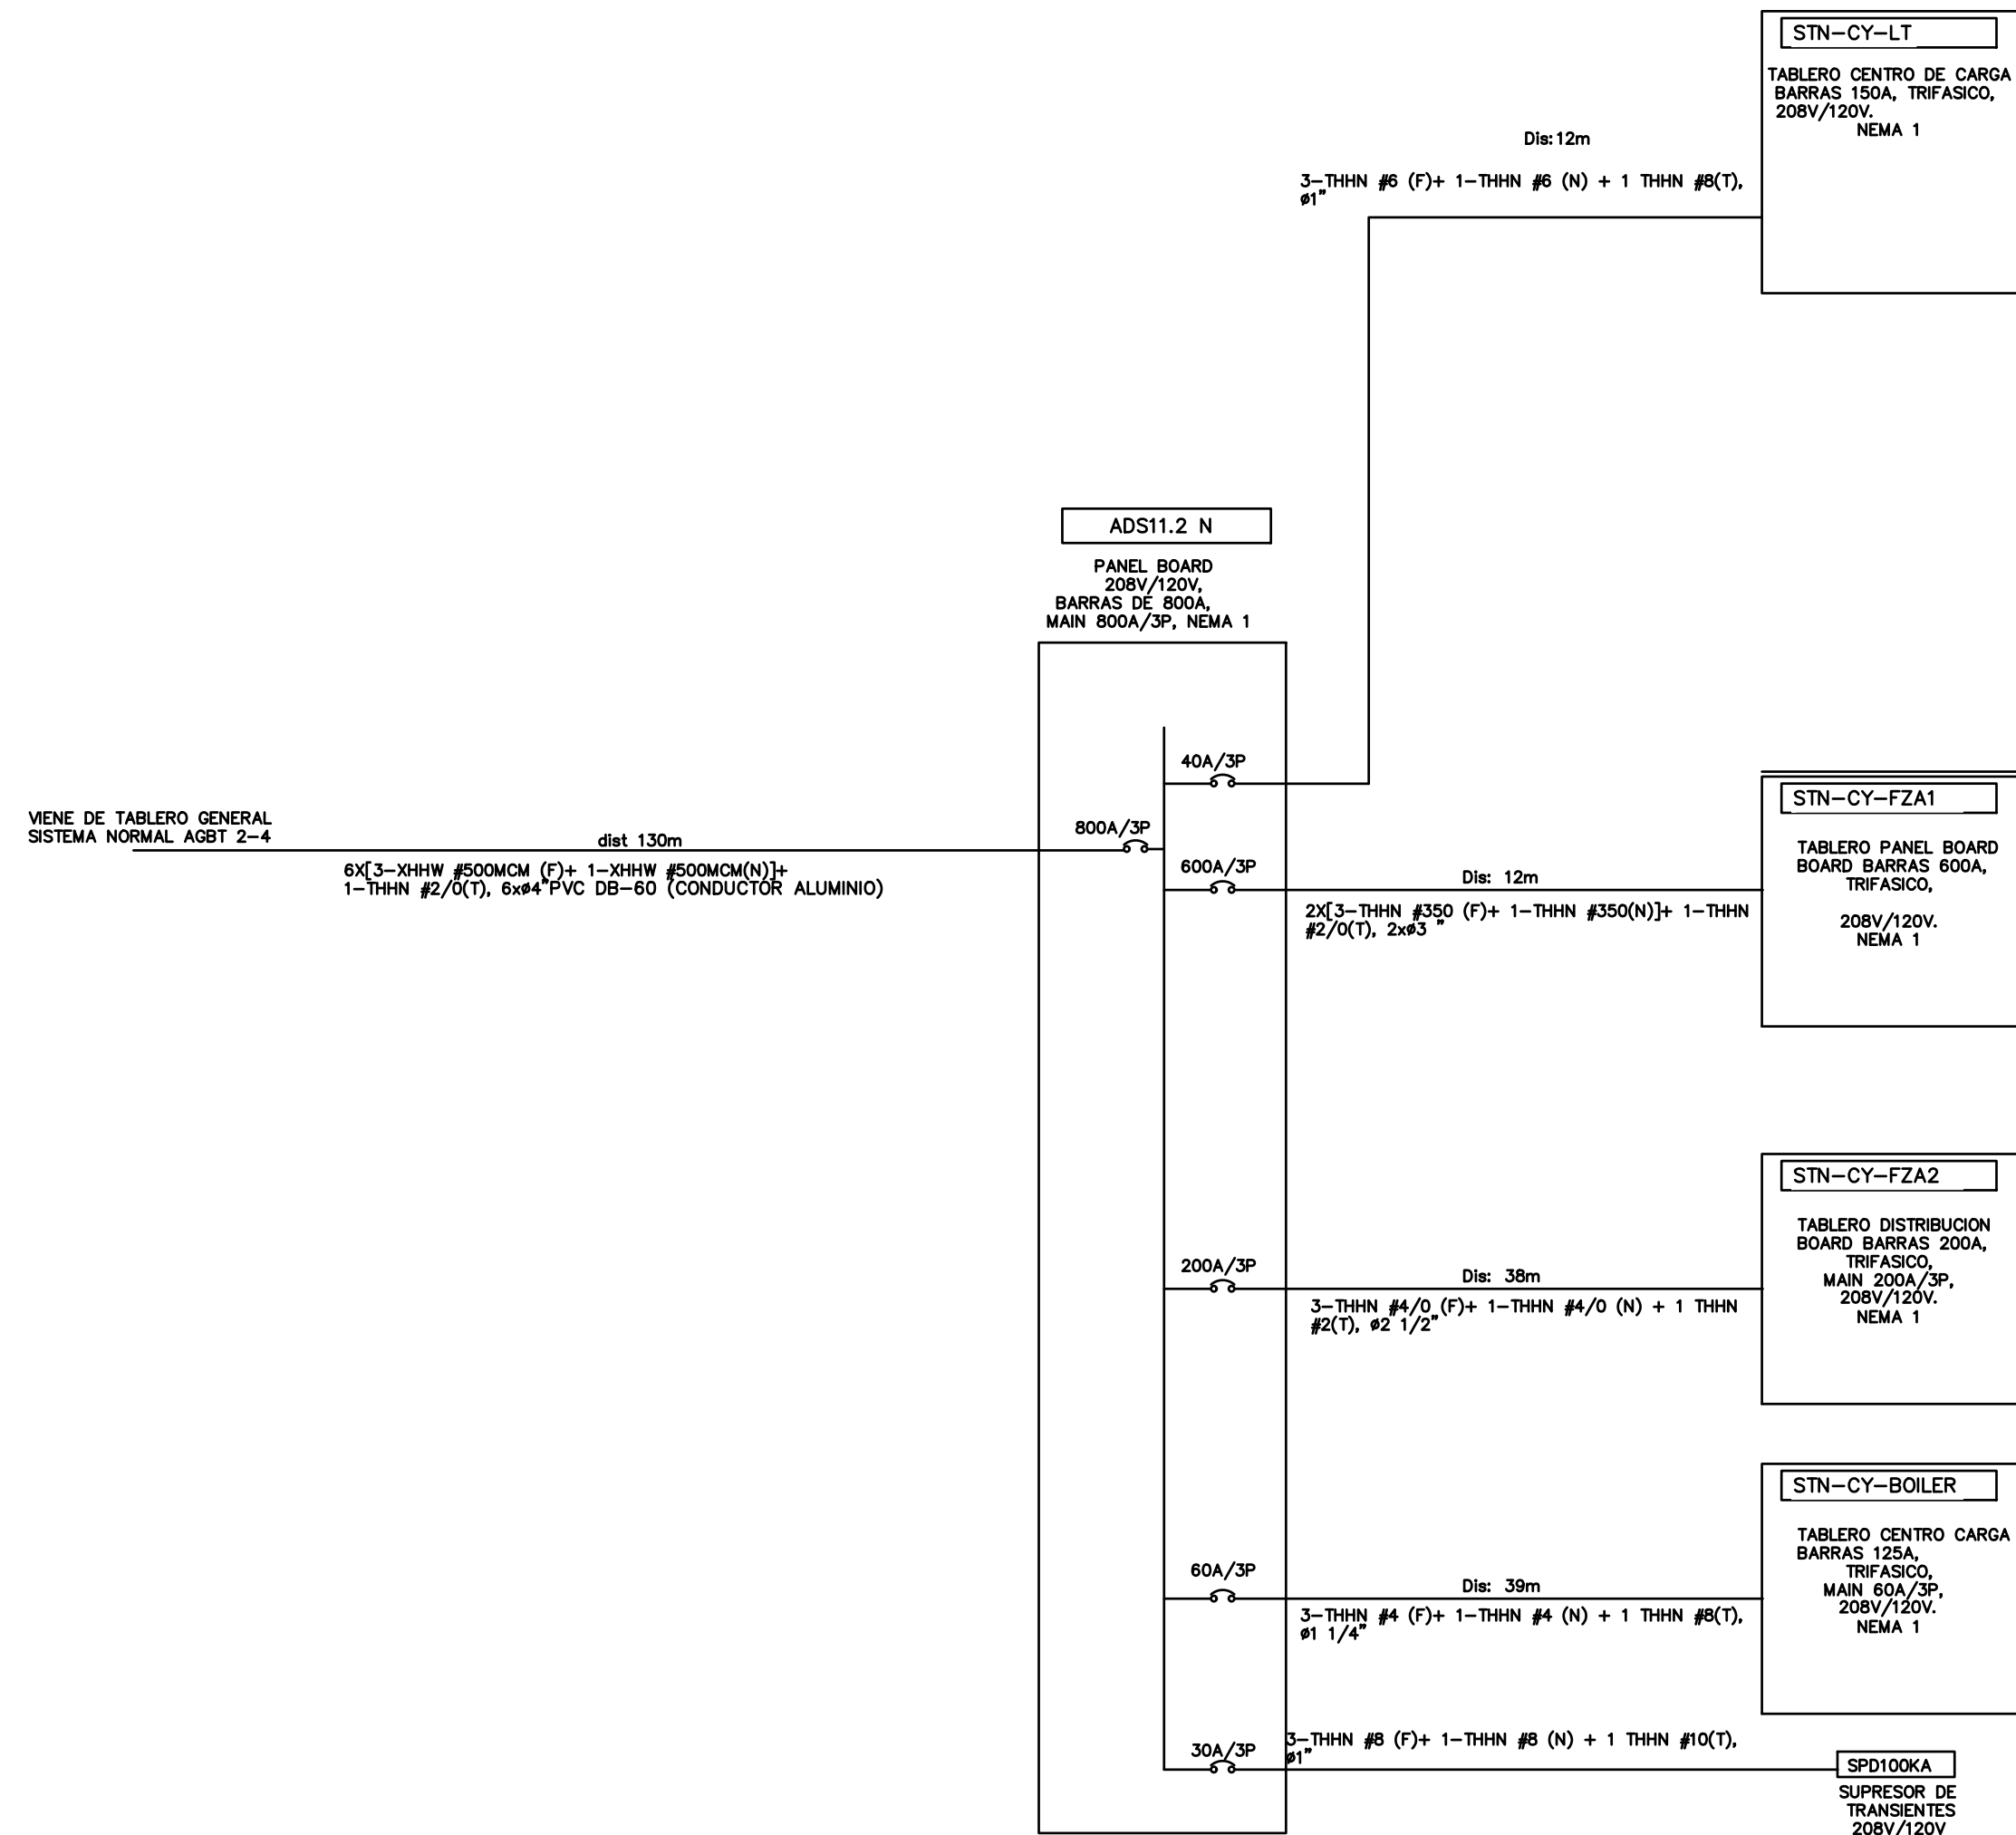 STN-CY-LT
TABLERO CENTRO DE CARGA
BARRAS 150A, TRIFASICO,
208V/120V.
NEMA 1
Dis: 12m
3-THHN #6 (F)+ 1-THHN #6 (N) + 1 THHN #8(T),
ø1"
ADS11.2 N
PANEL BOARD
208V/120V,
BARRAS DE 800A,
MAIN 800A/3P, NEMA 1
40A/3P
800A/3P
600A/3P
VIENE DE TABLERO GENERAL
SISTEMA NORMAL AGBT 2-4
dist 130m
6X[3-XHHW #500MCM (F)+ 1-XHHW #500MCM(N)]+
1-THHN #2/0(T), 6xø4"PVC DB-60 (CONDUCTOR ALUMINIO)
Dis: 12m
2X[3-THHN #350 (F)+ 1-THHN #350(N)]+ 1-THHN
#2/0(T), 2xø3 "
STN-CY-FZA1
TABLERO PANEL BOARD
BOARD BARRAS 600A,
TRIFASICO,
208V/120V.
NEMA 1
200A/3P
Dis: 38m
3-THHN #4/0 (F)+ 1-THHN #4/0 (N) + 1 THHN
#2(T), ø2 1/2"
STN-CY-FZA2
TABLERO DISTRIBUCION
BOARD BARRAS 200A,
TRIFASICO,
MAIN 200A/3P,
208V/120V.
NEMA 1
60A/3P
Dis: 39m
3-THHN #4 (F)+ 1-THHN #4 (N) + 1 THHN #8(T),
ø1 1/4"
STN-CY-BOILER
TABLERO CENTRO CARGA
BARRAS 125A,
TRIFASICO,
MAIN 60A/3P,
208V/120V.
NEMA 1
30A/3P
3-THHN #8 (F)+ 1-THHN #8 (N) + 1 THHN #10(T),
ø1"
SPD100KA
SUPRESOR DE
TRANSIENTES
208V/120V